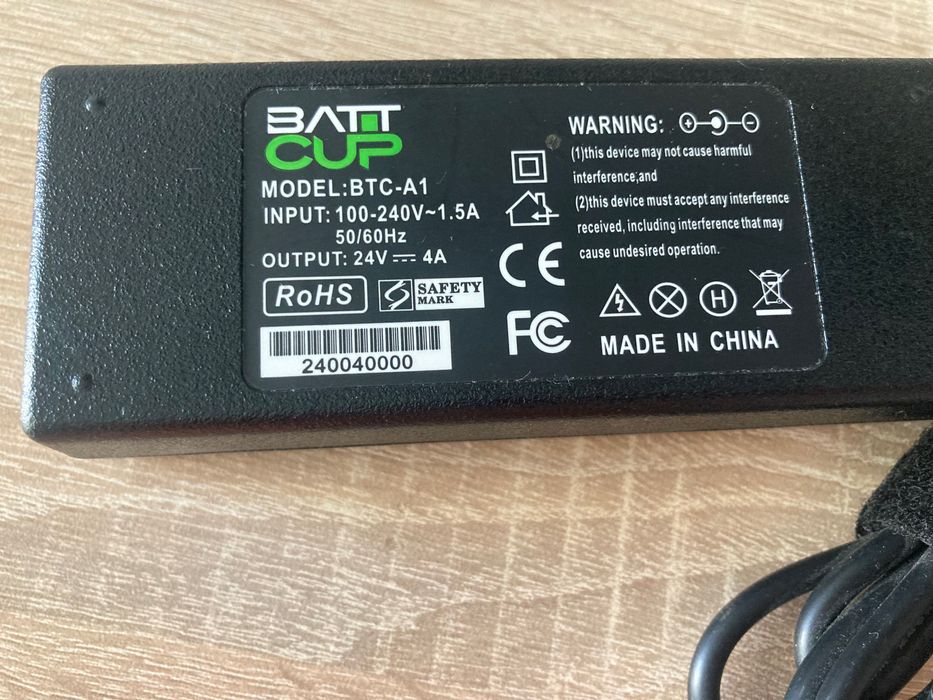 BATT
CUP
MODEL:BTC-A1
INPUT: 100-240V~1.5A
50/60Hz
OUTPUT: 24V ⎓ 4A
RoHS
SAFETY
MARK
240040000
CE
FC
WARNING:
(1)this device may not cause harmful
interference,and
(2)this device must accept any interference
received, including interference that may
cause undesired operation.
H
MADE IN CHINA